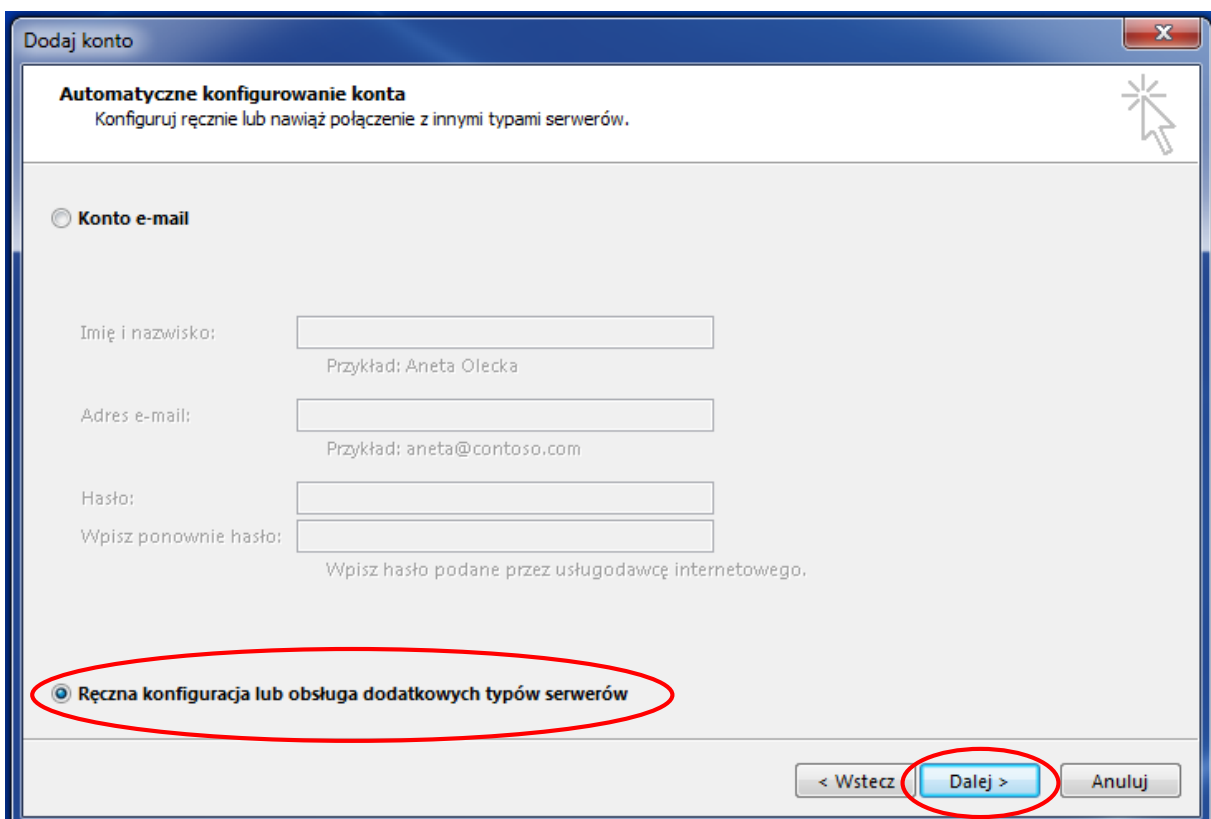 Dodaj konto
Automatyczne konfigurowanie konta
Konfiguruj ręcznie lub nawiąż połączenie z innymi typami serwerów.
Konto e-mail
Imię i nazwisko:
Przykład: Aneta Olecka
Adres e-mail:
Przykład: aneta@contoso.com
Hasło:
Wpisz ponownie hasło:
Wpisz hasło podane przez usługodawcę internetowego.
Ręczna konfiguracja lub obsługa dodatkowych typów serwerów
< Wstecz Dalej > Anuluj